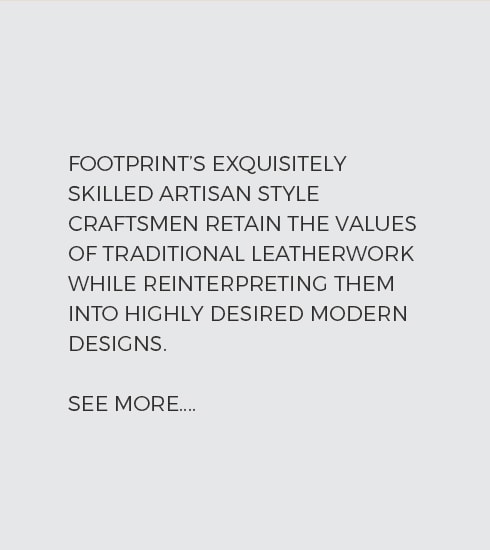 FOOTPRINT’S EXQUISITELY
SKILLED ARTISAN STYLE
CRAFTSMEN RETAIN THE VALUES
OF TRADITIONAL LEATHERWORK
WHILE REINTERPRETING THEM
INTO HIGHLY DESIRED MODERN
DESIGNS.
SEE MORE....